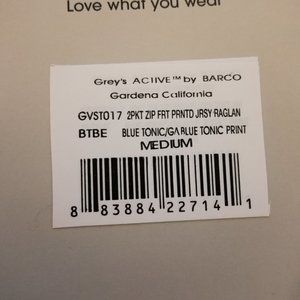 Love what you wear
Grey's ACTIVE™ by BARCO
Gardena California
GVST017 2PKT ZIP FRT PRNTD JRSY RAGLAN
BTBE BLUE TONIC/GA BLUE TONIC PRINT
MEDIUM
8 83884 22714 1